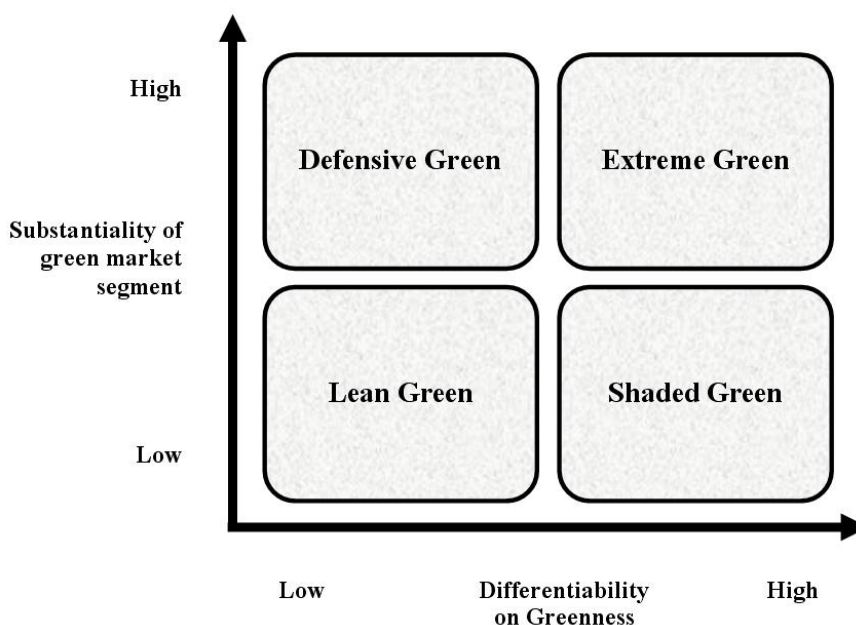 High
Defensive Green
Extreme Green
Substantiality of
green market
segment
Lean Green
Shaded Green
Low
Low
Differentiability
on Greenness
High